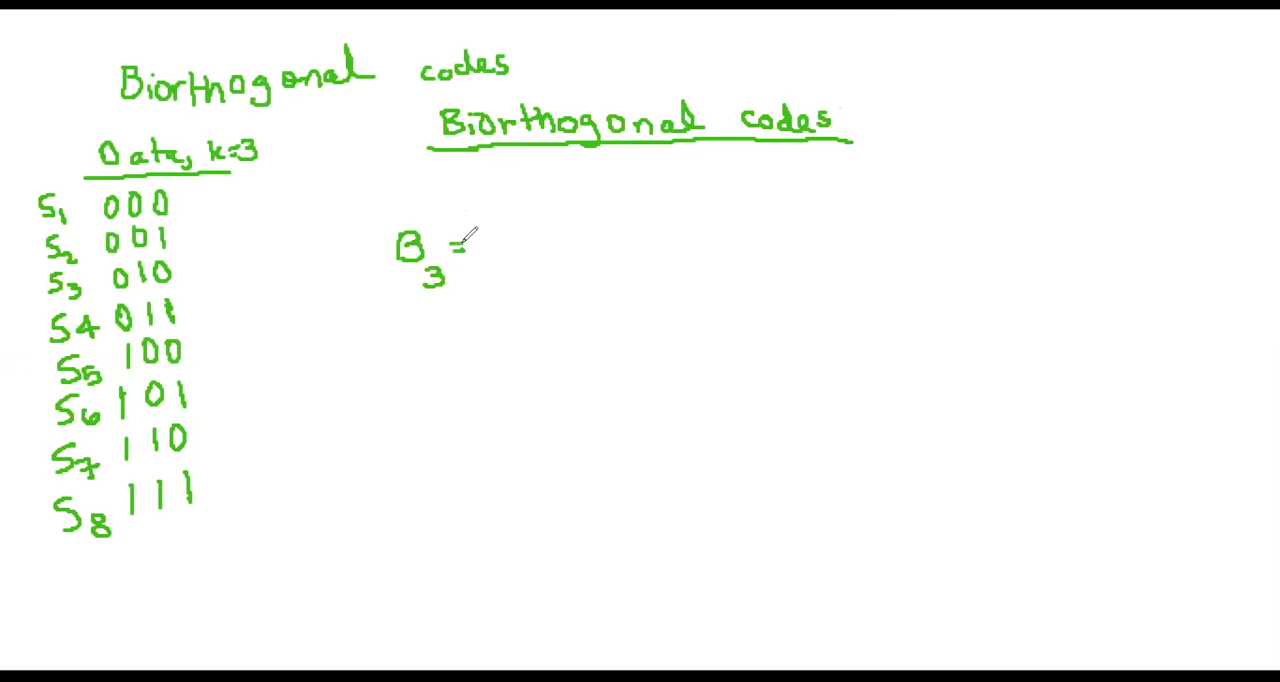 Biorthogonal codes
Biorthogonal codes
Data, k=3
S1 000
S2 001
S3 010
S4 011
S5 100
S6 101
S7 110
S8 111
B3 =